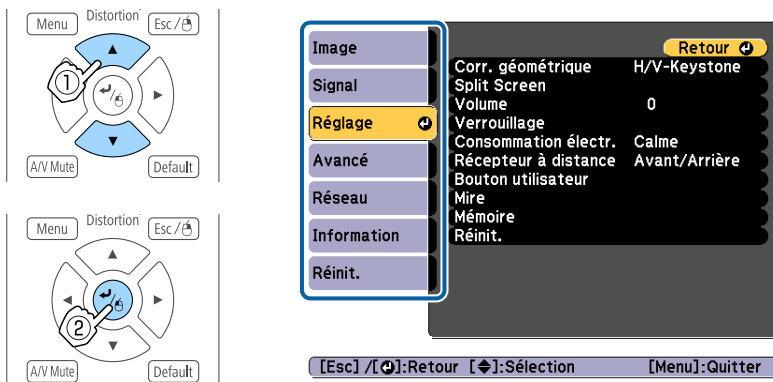 Menu
Distortion
Esc/
1
A/V Mute
Default
Menu
Distortion
Esc/
2
A/V Mute
Default
Image
Signal
Réglage
Avancé
Réseau
Information
Réinit.
Retour
Corr. géométrique H/V-Keystone
Split Screen
Volume 0
Verrouillage
Consommation électr. Calme
Récepteur à distance Avant/Arrière
Bouton utilisateur
Mire
Mémoire
Réinit.
[Esc] /[ ]:Retour [ ]:Sélection [Menu]:Quitter